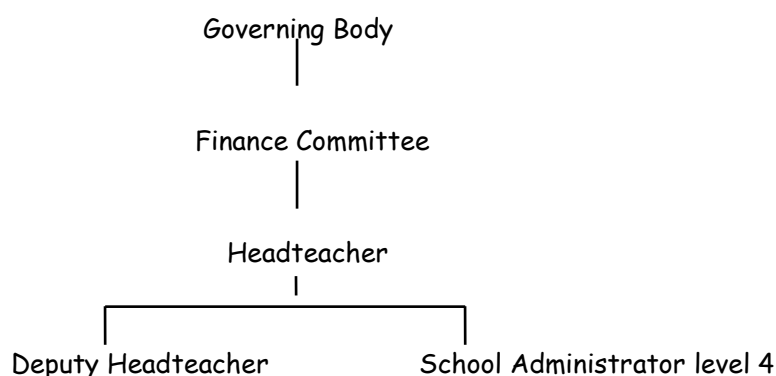 Governing Body
Finance Committee
Headteacher
Deputy Headteacher School Administrator level 4